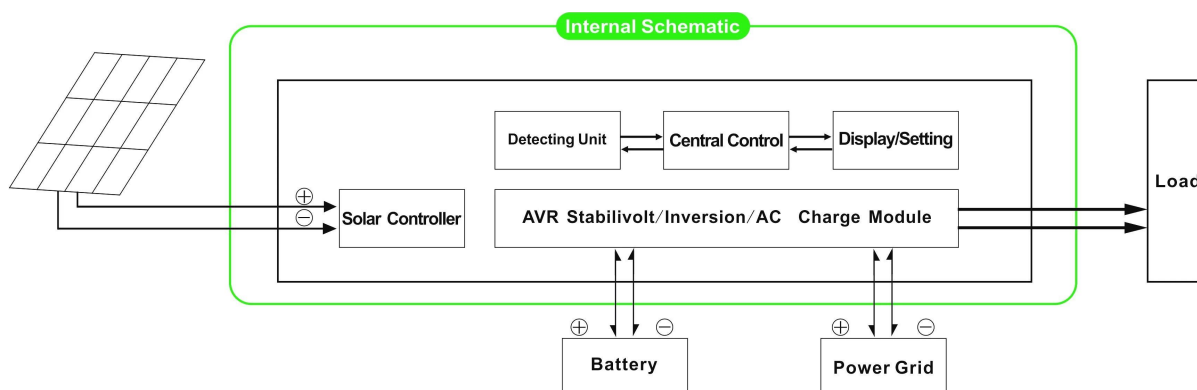 Internal Schematic
Detecting Unit
Central Control
Display/Setting
Load
⊕
⊖
Solar Controller
AVR Stabilivolt/Inversion/AC Charge Module
⊕ ⊖
⊕ ⊖
Battery
Power Grid